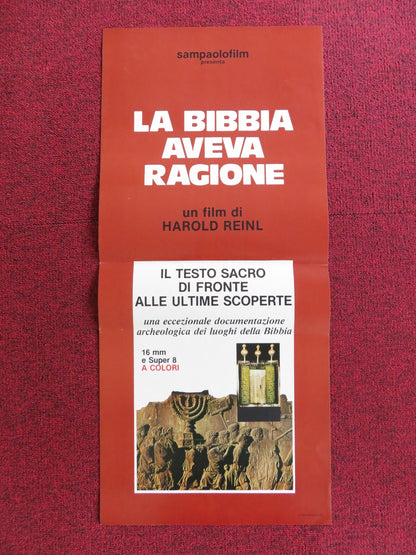 sampaolofilm
presenta
LA BIBBIA
AVEVA
RAGIONE
un film di
HAROLD REINL
IL TESTO SACRO
DI FRONTE
ALLE ULTIME SCOPERTE
una eccezionale documentazione
archeologica dei luoghi della Bibbia
16 mm
e Super 8
A COLORI